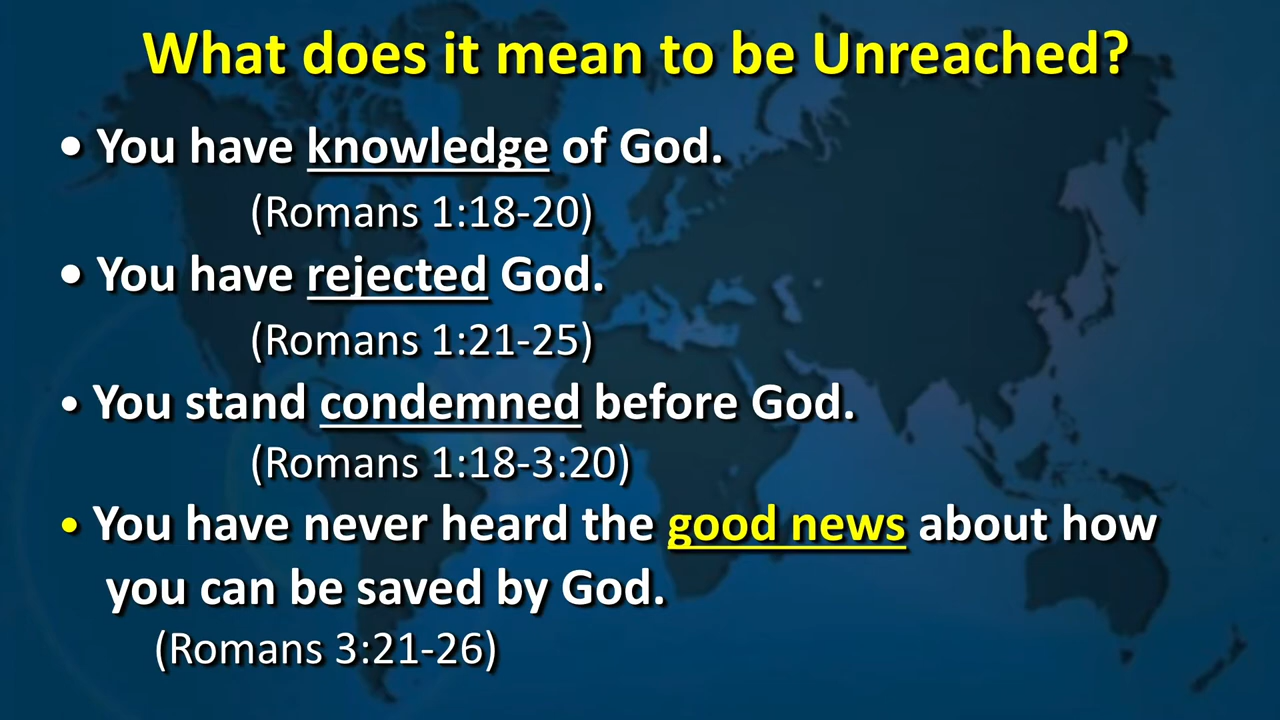 What does it mean to be Unreached?
• You have knowledge of God.
(Romans 1:18-20)
• You have rejected God.
(Romans 1:21-25)
• You stand condemned before God.
(Romans 1:18-3:20)
• You have never heard the good news about how
you can be saved by God.
(Romans 3:21-26)